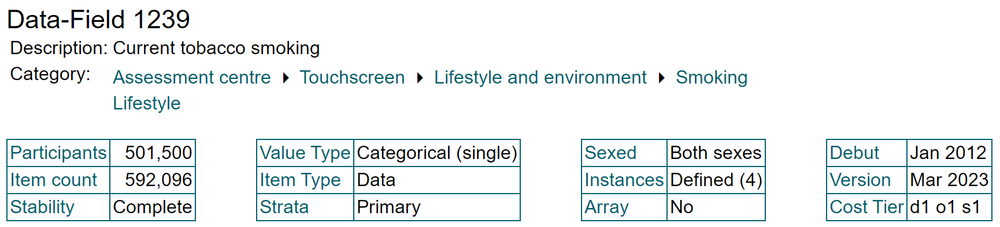 Data-Field 1239
Description: Current tobacco smoking
Category: Assessment centre ▶ Touchscreen ▶ Lifestyle and environment ▶ Smoking
Lifestyle
Participants 501,500 Value Type Categorical (single) Sexed Both sexes Debut Jan 2012
Item count 592,096 Item Type Data Instances Defined (4) Version Mar 2023
Stability Complete Strata Primary Array No Cost Tier d1 o1 s1